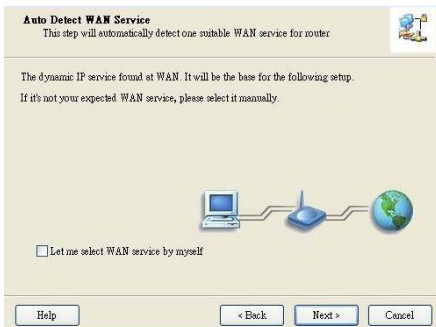 Auto Detect WAN Service
This step will automatically detect one suitable WAN service for router
The dynamic IP service found at WAN. It will be the base for the following setup.
If it's not your expected WAN service, please select it manually.
Let me select WAN service by myself
Help
< Back
Next >
Cancel